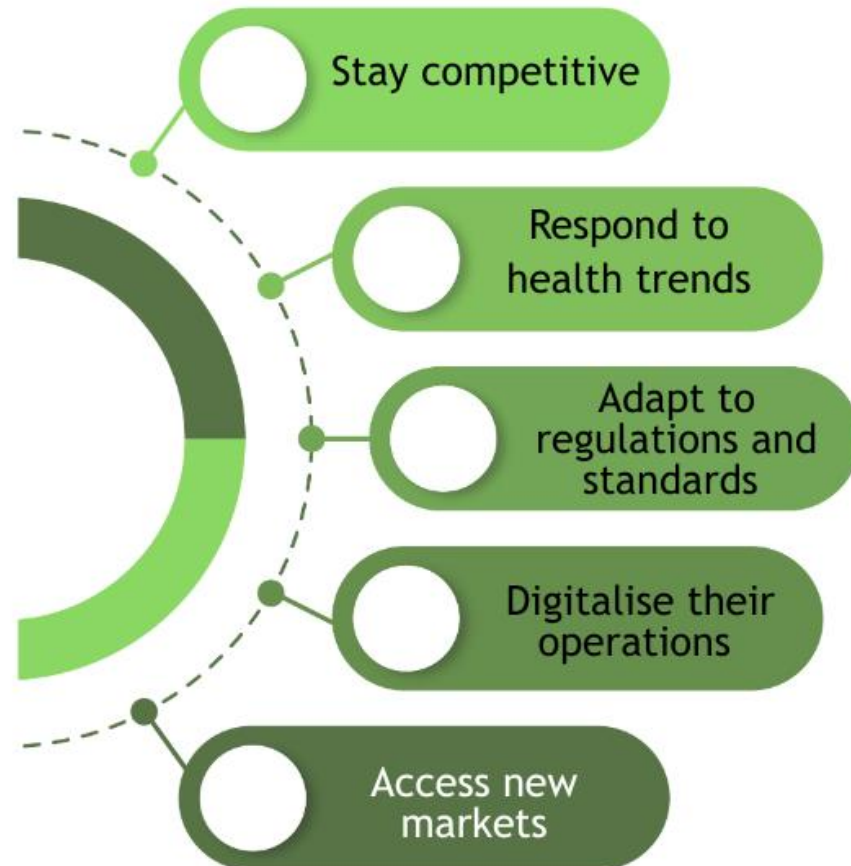 Stay competitive
Respond to
health trends
Adapt to
regulations and
standards
Digitalise their
operations
Access new
markets